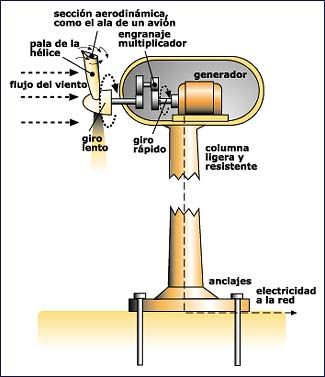 sección aerodinámica,
como el ala de un avión
pala de la
hélice
engranaje
multiplicador
generador
flujo del viento
giro
lento
giro
rápido
columna
ligera y
resistente
anclajes
electricidad
a la red